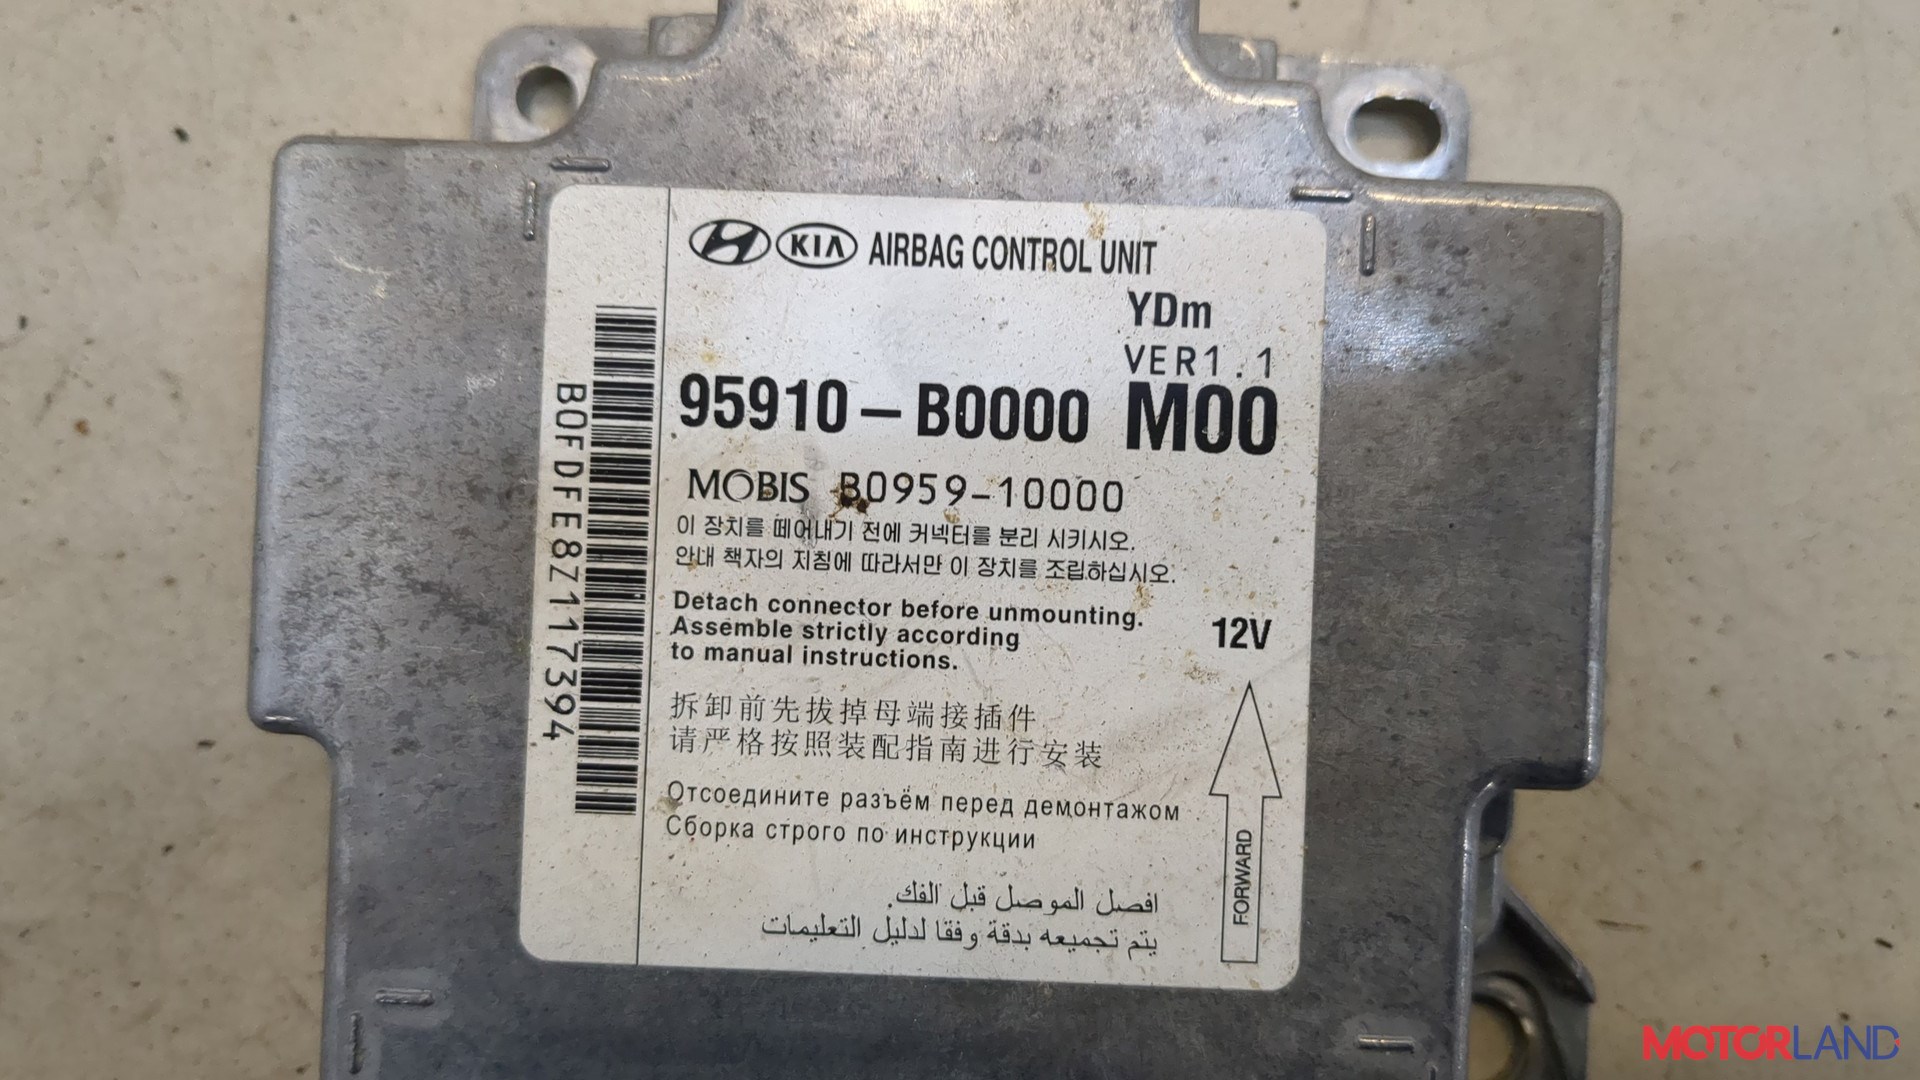 KIA AIRBAG CONTROL UNIT
YDm
VER1.1
95910-B0000 M00
MOBIS B0959-10000
이 장치를 떼어내기 전에 커넥터를 분리 시키시오.
안내 책자의 지침에 따라서만 이 장치를 조립하십시오.
Detach connector before unmounting.
Assemble strictly according
to manual instructions.
12V
拆卸前先拔掉母端接插件
请严格按照装配指南进行安装
Отсоедините разъём перед демонтажом
Сборка строго по инструкции
افصل الموصل قبل الفك.
يتم تجميعه بدقة وفقا لدليل التعليمات
FORWARD
B0FDFE8Z117394
MOTORLAND